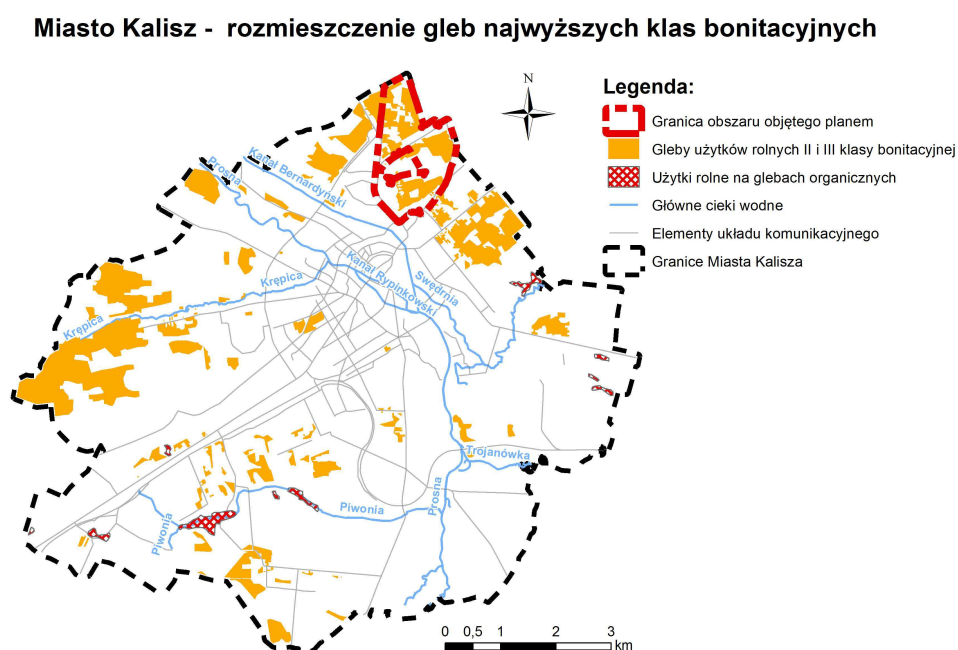 Miasto Kalisz - rozmieszczenie gleb najwyższych klas bonitacyjnych
N
Legenda:
Granica obszaru objętego planem
Gleby użytków rolnych II i III klasy bonitacyjnej
Użytki rolne na glebach organicznych
Główne cieki wodne
Elementy układu komunikacyjnego
Granice Miasta Kalisza
Kanał Bernardyński
Prosna
Kanał Rypinkowski
Swędrnia
Krępica
Krępica
Trojanówka
Prosna
Piwonia
Piwonia
0 0,5 1 2 3
km